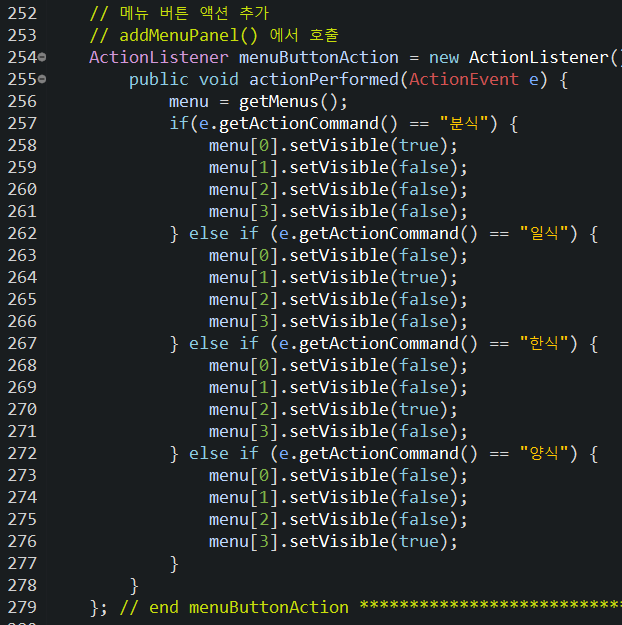 252 // 메뉴 버튼 액션 추가
253 // addMenuPanel() 에서 호출
254 ActionListener menuButtonAction = new ActionListener()
255 public void actionPerformed(ActionEvent e) {
256 menu = getMenus();
257 if(e.getActionCommand() == "분식") {
258 menu[0].setVisible(true);
259 menu[1].setVisible(false);
260 menu[2].setVisible(false);
261 menu[3].setVisible(false);
262 } else if (e.getActionCommand() == "일식") {
263 menu[0].setVisible(false);
264 menu[1].setVisible(true);
265 menu[2].setVisible(false);
266 menu[3].setVisible(false);
267 } else if (e.getActionCommand() == "한식") {
268 menu[0].setVisible(false);
269 menu[1].setVisible(false);
270 menu[2].setVisible(true);
271 menu[3].setVisible(false);
272 } else if (e.getActionCommand() == "양식") {
273 menu[0].setVisible(false);
274 menu[1].setVisible(false);
275 menu[2].setVisible(false);
276 menu[3].setVisible(true);
277 }
278 }
279 }; // end menuButtonAction ***************************